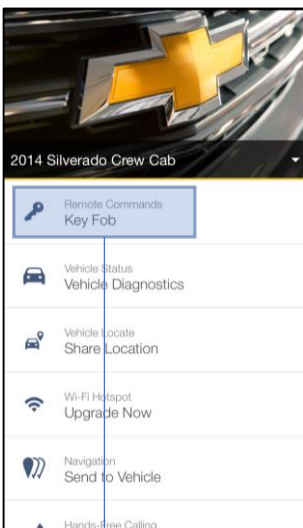 2014 Silverado Crew Cab
Remote Commands
Key Fob
Vehicle Status
Vehicle Diagnostics
Vehicle Locate
Share Location
Wi-Fi Hotspot
Upgrade Now
Navigation
Send to Vehicle
Hands-Free Calling